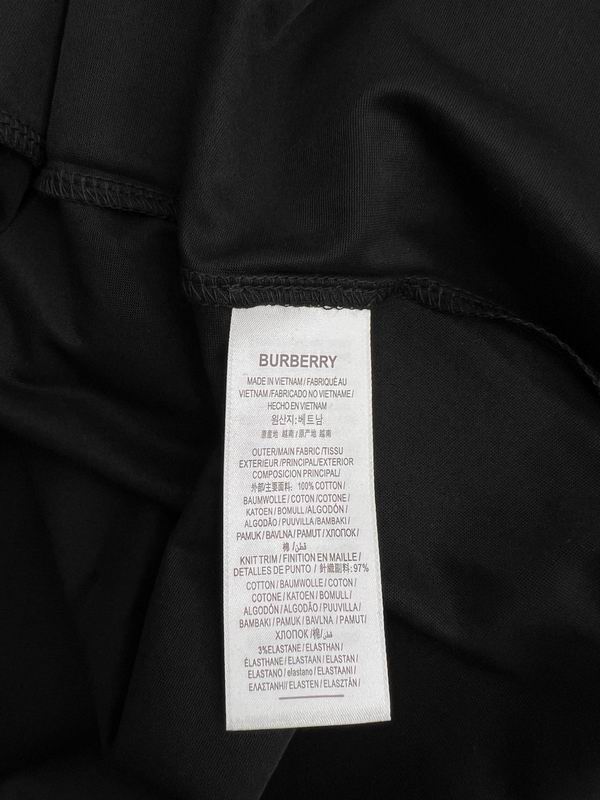 BURBERRY
MADE IN VIETNAM / FABRIQUÉ AU
VIETNAM / FABRICADO NO VIETNAME /
HECHO EN VIETNAM
원산지: 베트남
原産地 越南 / 原产地 越南
OUTER/MAIN FABRIC /TISSU
EXTERIEUR /PRINCIPAL/EXTERIOR
COMPOSICION PRINCIPAL/
外部/主要面料: 100% COTTON /
BAUMWOLLE / COTON /COTONE /
KATOEN / BOMULL /ALGODÓN /
ALGODÃO / PUUVILLA / BAMBAKI /
PAMUK / BAVLNA / PAMUT / ХЛОПОК /
棉 / قطن /
KNIT TRIM / FINITION EN MAILLE /
DETALLES DE PUNTO / 針織副料: 97%
COTTON / BAUMWOLLE / COTON /
COTONE / KATOEN / BOMULL /
ALGODÓN / ALGODÃO / PUUVILLA /
BAMBAKI / PAMUK / BAVLNA / PAMUT/
ХЛОПОК /棉/ قطن /
3%ELASTANE / ELASTHAN /
ÉLASTHANE / ELASTAAN / ELASTAN /
ELASTANO / elastano / ELASTAANI /
ΕΛΑΣΤΑΝΗ// ELASTEN / ELASZTÁN /